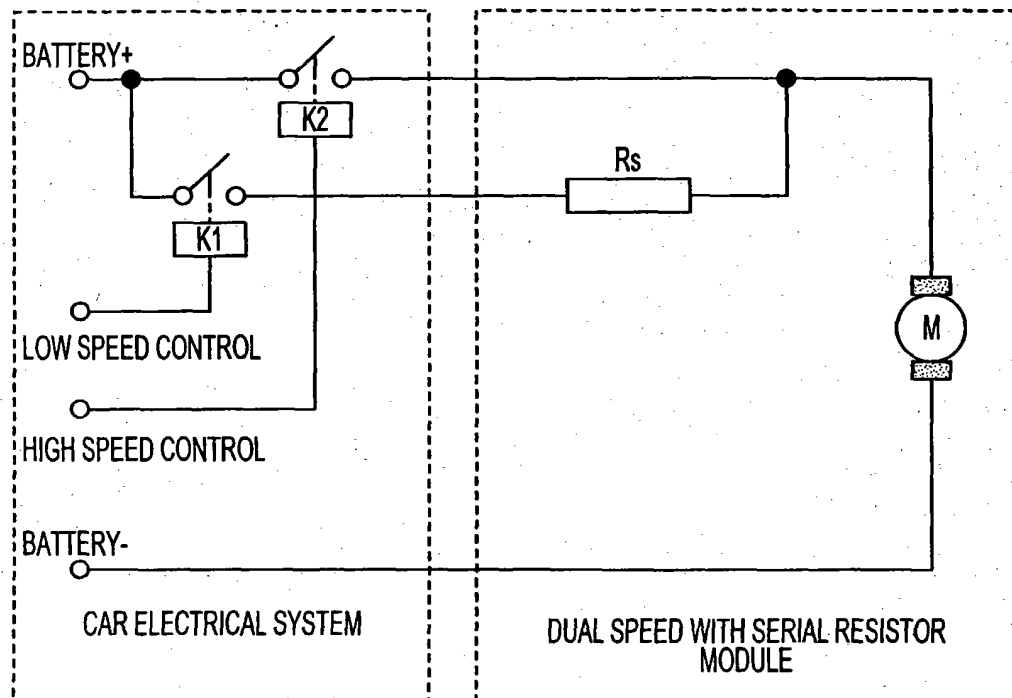 BATTERY+
K2
Rs
K1
M
LOW SPEED CONTROL
HIGH SPEED CONTROL
BATTERY-
CAR ELECTRICAL SYSTEM
DUAL SPEED WITH SERIAL RESISTOR
MODULE